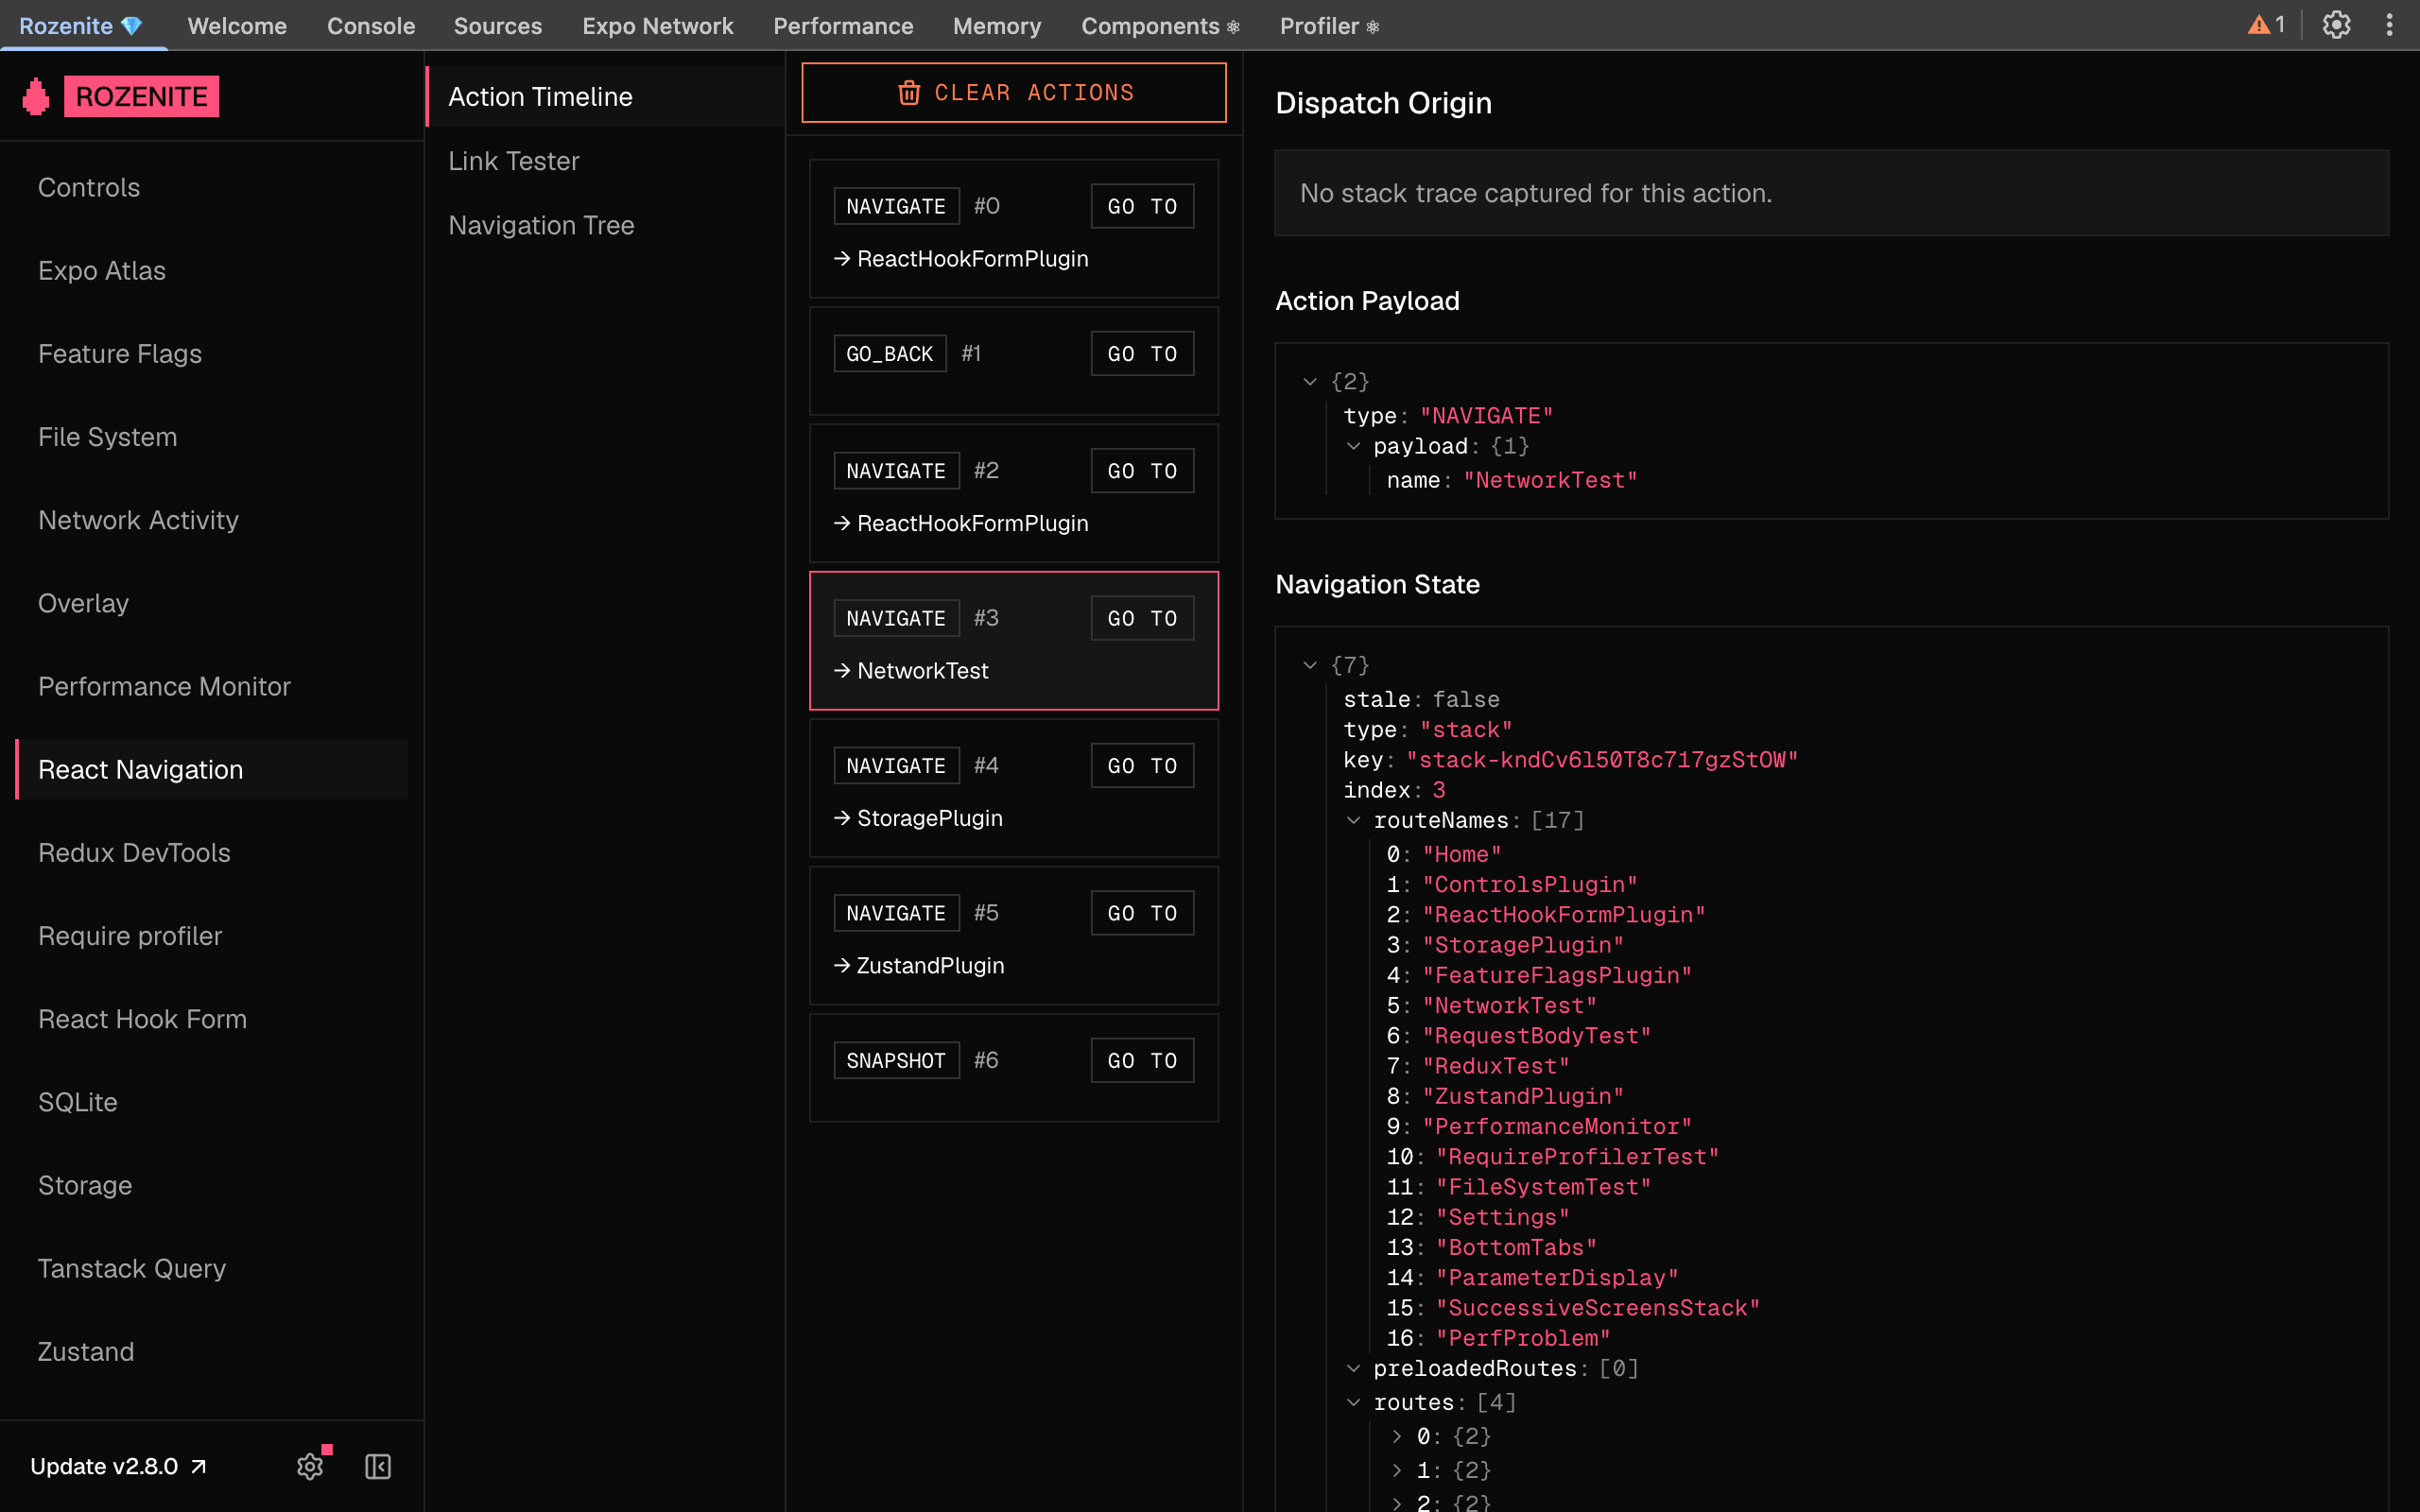 Rozenite 💎 Welcome Console Sources Expo Network Performance Memory Components ⚛ Profiler ⚛ 1
ROZENITE
Controls
Expo Atlas
Feature Flags
File System
Network Activity
Overlay
Performance Monitor
React Navigation
Redux DevTools
Require profiler
React Hook Form
SQLite
Storage
Tanstack Query
Zustand
Update v2.8.0 ↗
Action Timeline
Link Tester
Navigation Tree
CLEAR ACTIONS
NAVIGATE #0 GO TO
→ ReactHookFormPlugin
GO_BACK #1 GO TO
NAVIGATE #2 GO TO
→ ReactHookFormPlugin
NAVIGATE #3 GO TO
→ NetworkTest
NAVIGATE #4 GO TO
→ StoragePlugin
NAVIGATE #5 GO TO
→ ZustandPlugin
SNAPSHOT #6 GO TO
Dispatch Origin
No stack trace captured for this action.
Action Payload
{2}
type: "NAVIGATE"
payload: {1}
name: "NetworkTest"
Navigation State
{7}
stale: false
type: "stack"
key: "stack-kndCv6l50T8c717gzStOW"
index: 3
routeNames: [17]
0: "Home"
1: "ControlsPlugin"
2: "ReactHookFormPlugin"
3: "StoragePlugin"
4: "FeatureFlagsPlugin"
5: "NetworkTest"
6: "RequestBodyTest"
7: "ReduxTest"
8: "ZustandPlugin"
9: "PerformanceMonitor"
10: "RequireProfilerTest"
11: "FileSystemTest"
12: "Settings"
13: "BottomTabs"
14: "ParameterDisplay"
15: "SuccessiveScreensStack"
16: "PerfProblem"
preloadedRoutes: [0]
routes: [4]
0: {2}
1: {2}
2: {2}